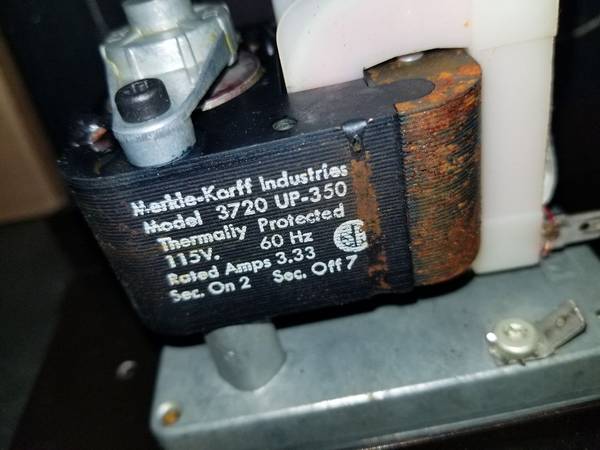 Merkle-Korff Industries
Model 3720 UP-350
Thermally Protected
115V. 60 Hz
Rated Amps 3.33
Sec. On 2 Sec. Off 7